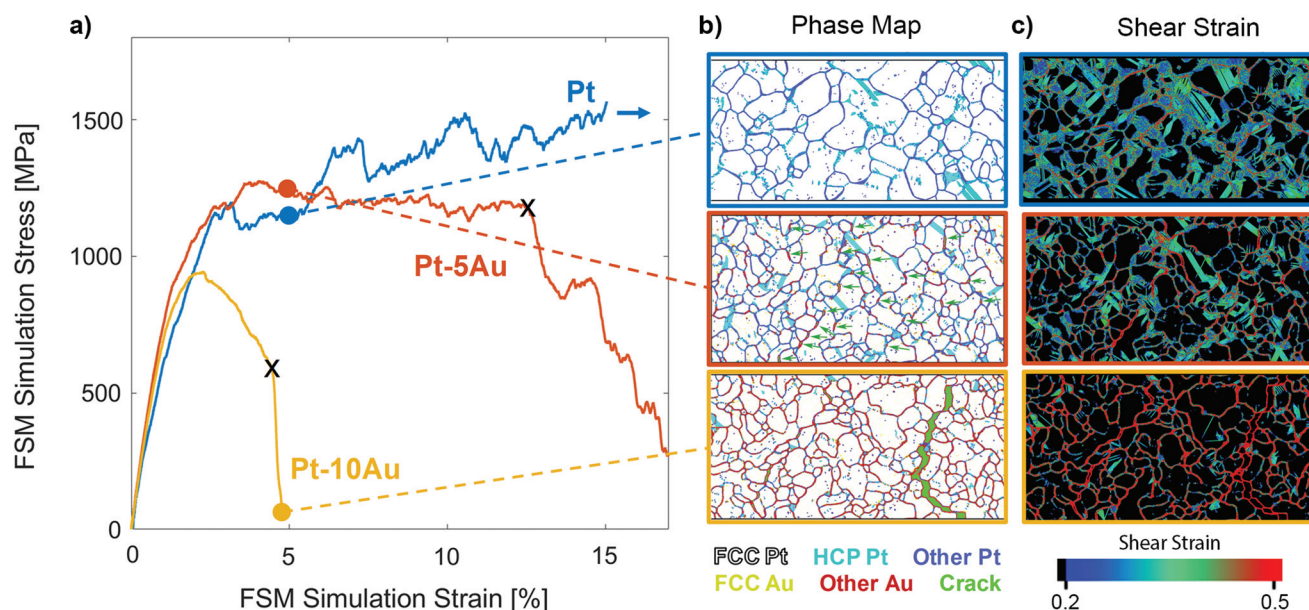 a)
b)
Phase Map
c)
Shear Strain
FSM Simulation Stress [MPa]
1500
1000
500
0
Pt
Pt-5Au
Pt-10Au
X
X
0
5
10
15
FSM Simulation Strain [%]
FCC Pt HCP Pt Other Pt
FCC Au Other Au Crack
Shear Strain
0.2 0.5